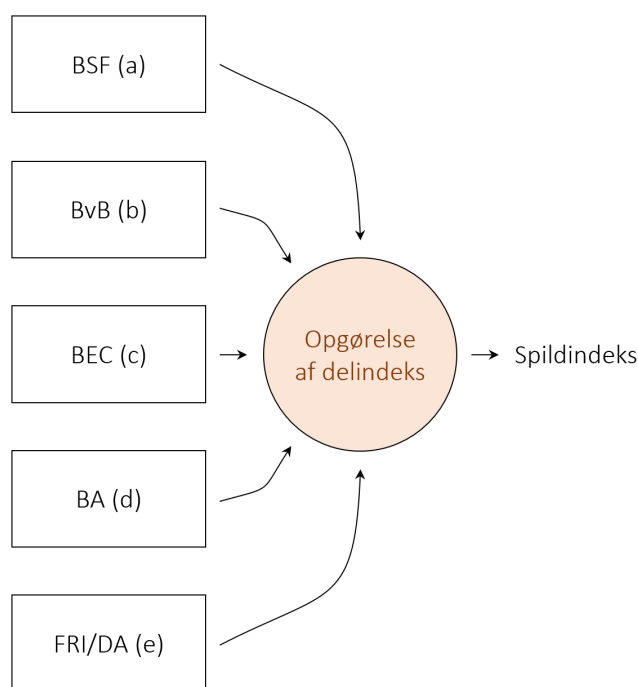 BSF (a)
BvB (b)
BEC (c)
BA (d)
FRI/DA (e)
Opgørelse
af delindeks
Spildindeks